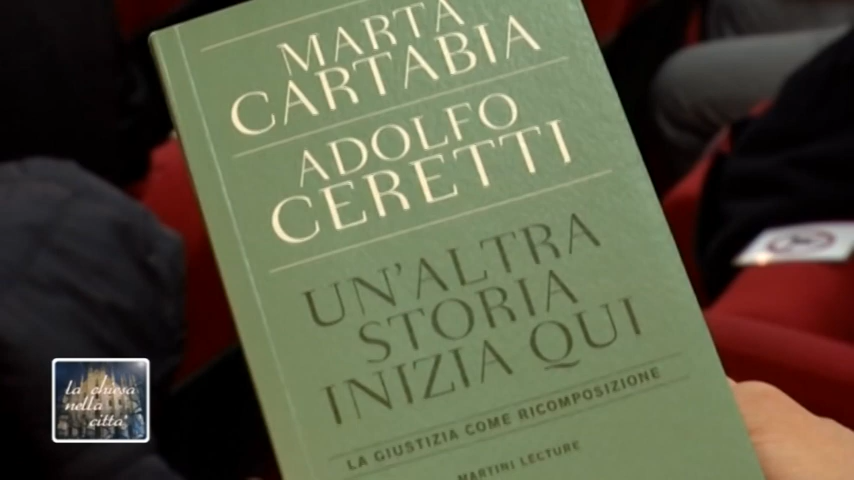 MARTA
CARTABIA
ADOLFO
CERETTI
UN'ALTRA
STORIA
INIZIA QUI
LA GIUSTIZIA COME RICOMPOSIZIONE
MARTINI LECTURE
la chiesa
nella
città